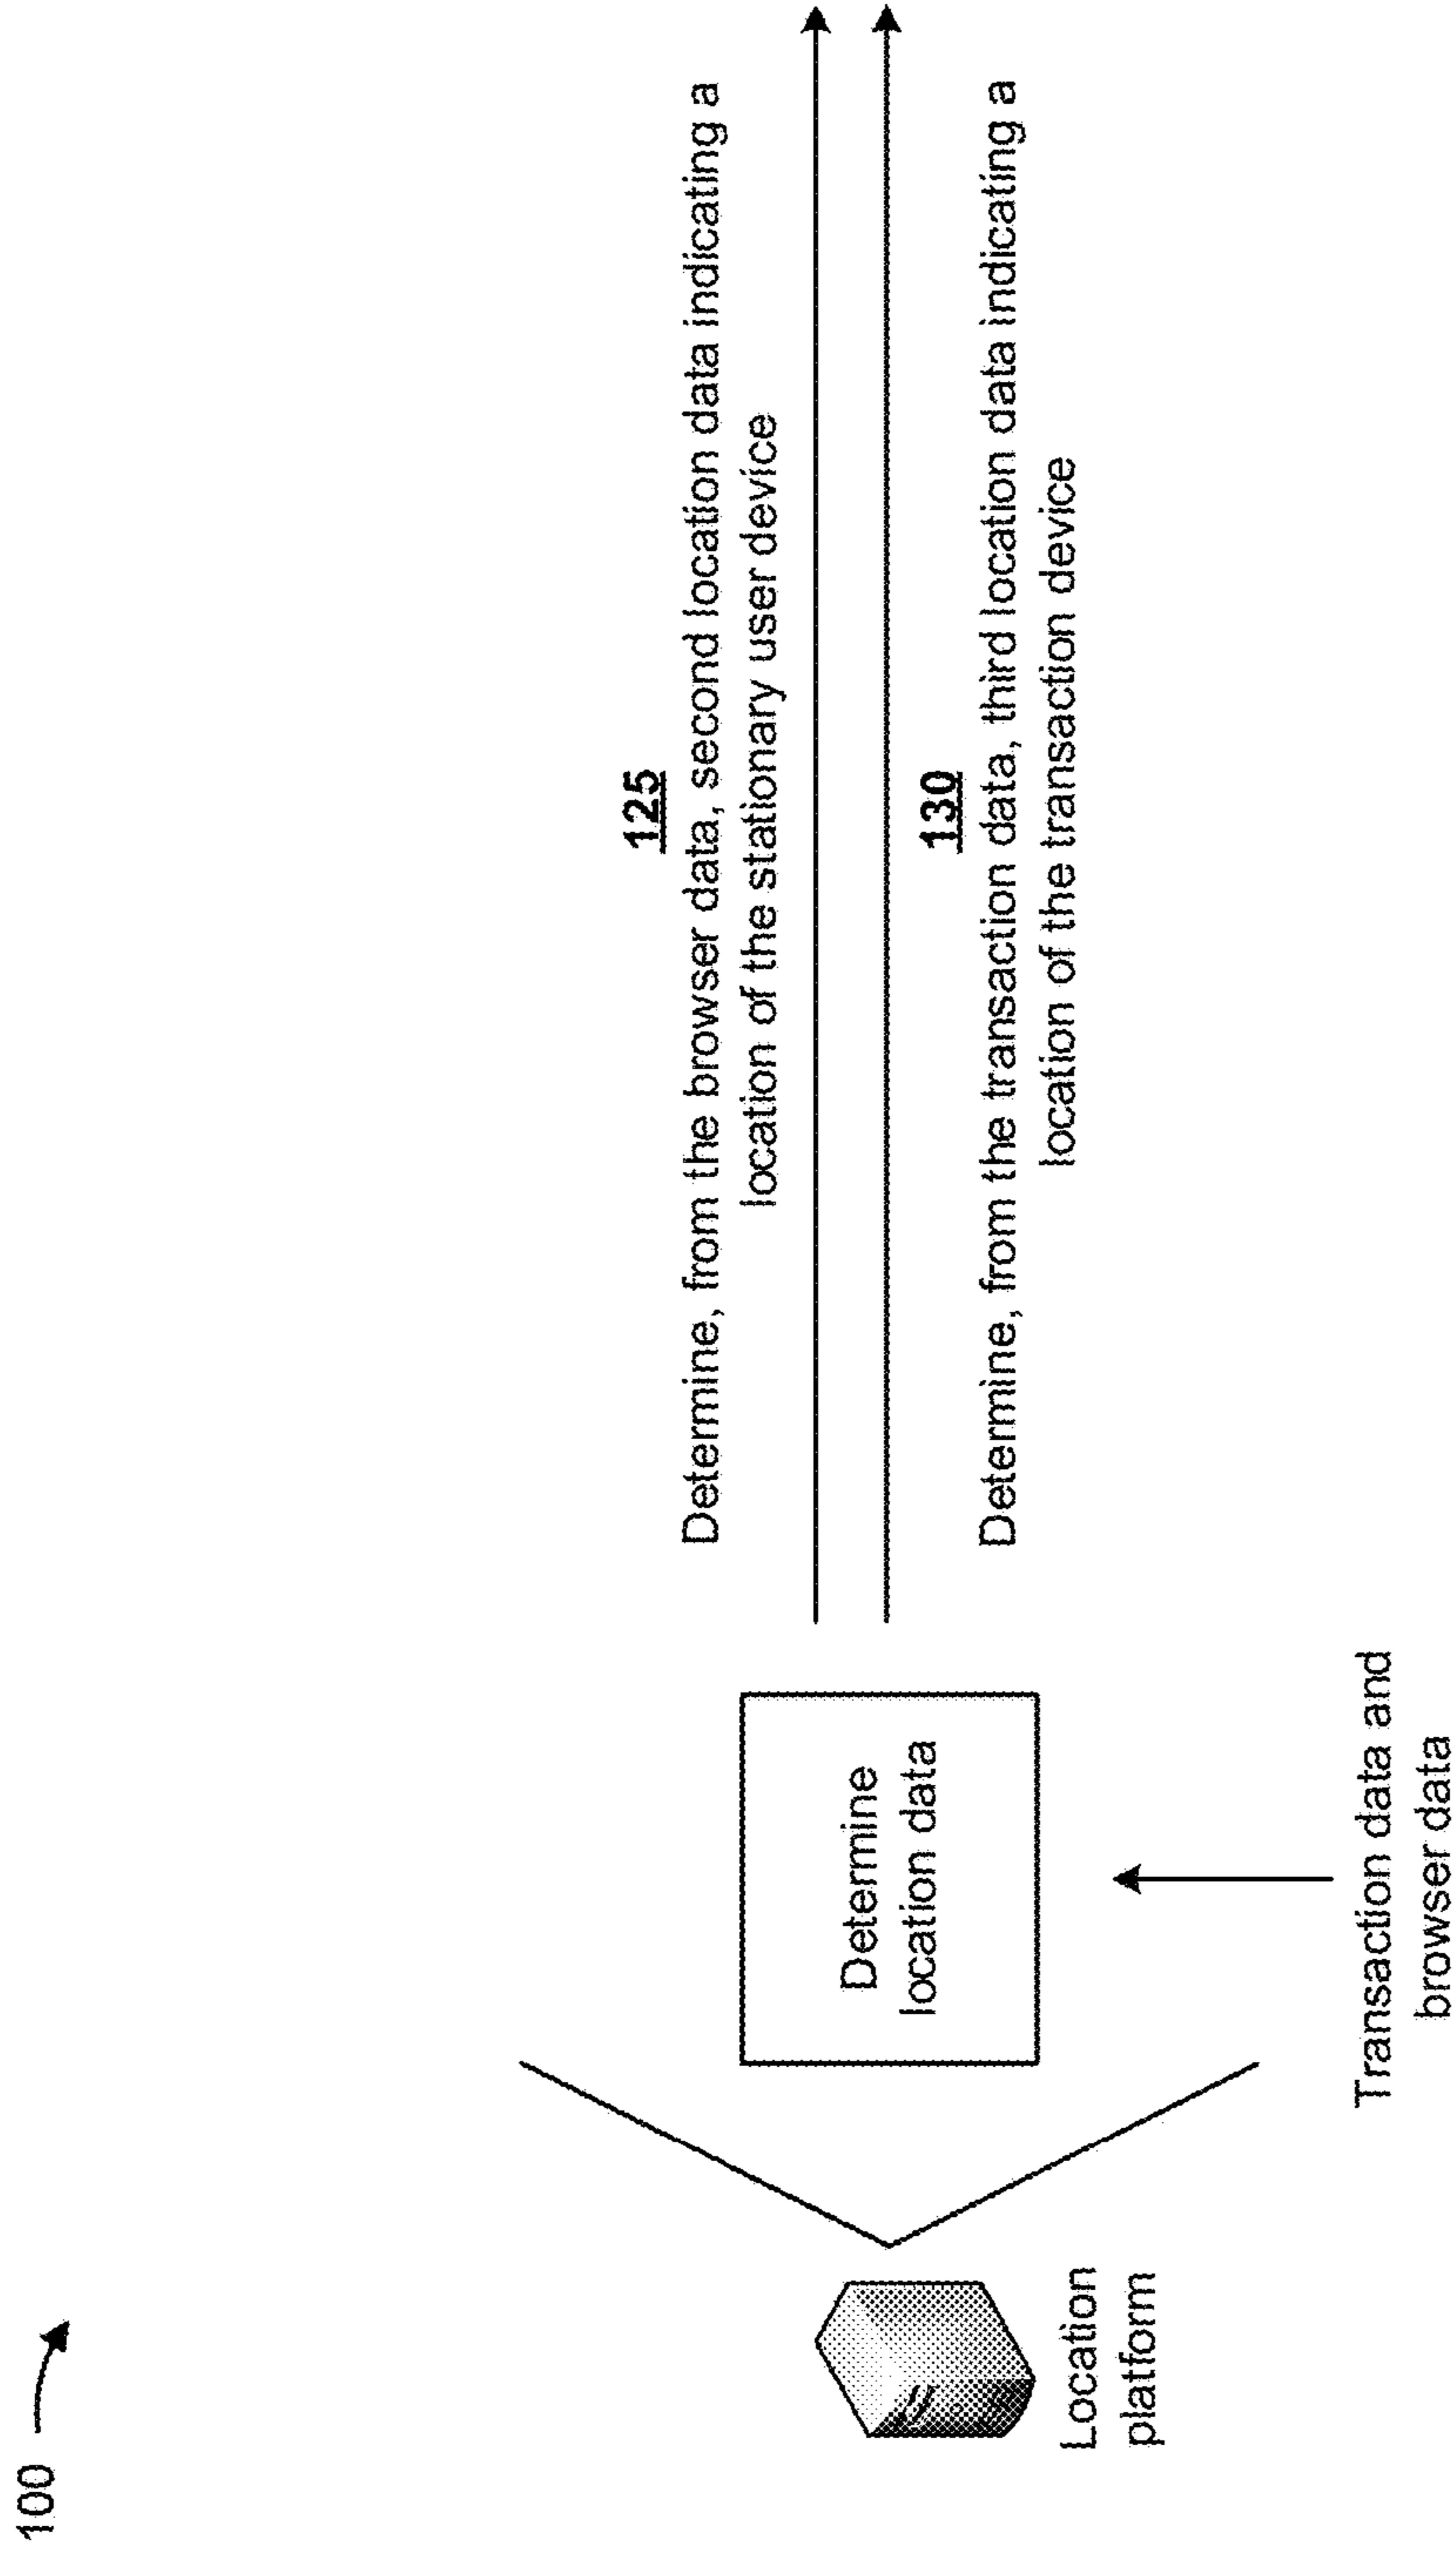 100
125
Determine, from the browser data, second location data indicating a
location of the stationary user device
130
Determine, from the transaction data, third location data indicating a
location of the transaction device
Determine
location data
Location
platform
Transaction data and
browser data